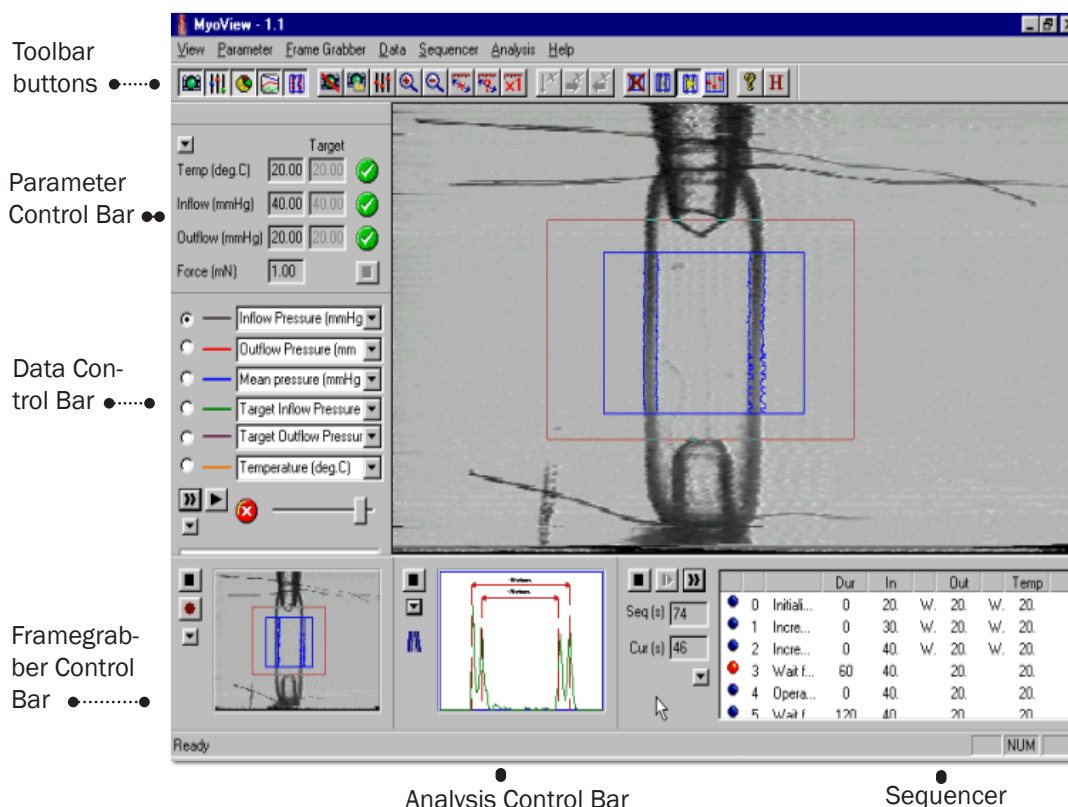 MyoView - 1.1
View Parameter Frame Grabber Data Sequencer Analysis Help
Toolbar
buttons
H
Target
Temp (deg.C) 20.00 20.00
Parameter
Control Bar
Inflow (mmHg) 40.00 40.00
Outflow (mmHg) 20.00 20.00
Force (mN) 1.00
Data Con-
trol Bar
Inflow Pressure (mmHg
Outflow Pressure (mm
Mean pressure (mmHg
Target Inflow Pressure
Target Outflow Pressur
Temperature (deg.C)
Framegrab-
ber Control
Bar
Seq (s) 74
Cur (s) 46
Dur In Out Temp
0 Initiali... 0 20. W. 20. W. 20.
1 Incre... 0 30. W. 20. W. 20.
2 Incre... 0 40. W. 20. W. 20.
3 Wait f... 60 40. 20. 20.
4 Opera... 0 40. 20. 20.
5 Wait f 120 40 20 20
Ready
NUM
Analysis Control Bar
Sequencer